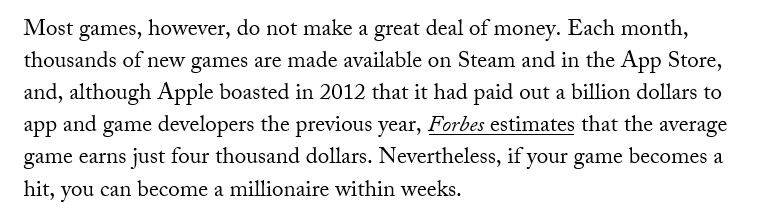 Most games, however, do not make a great deal of money. Each month,
thousands of new games are made available on Steam and in the App Store,
and, although Apple boasted in 2012 that it had paid out a billion dollars to
app and game developers the previous year, Forbes estimates that the average
game earns just four thousand dollars. Nevertheless, if your game becomes a
hit, you can become a millionaire within weeks.